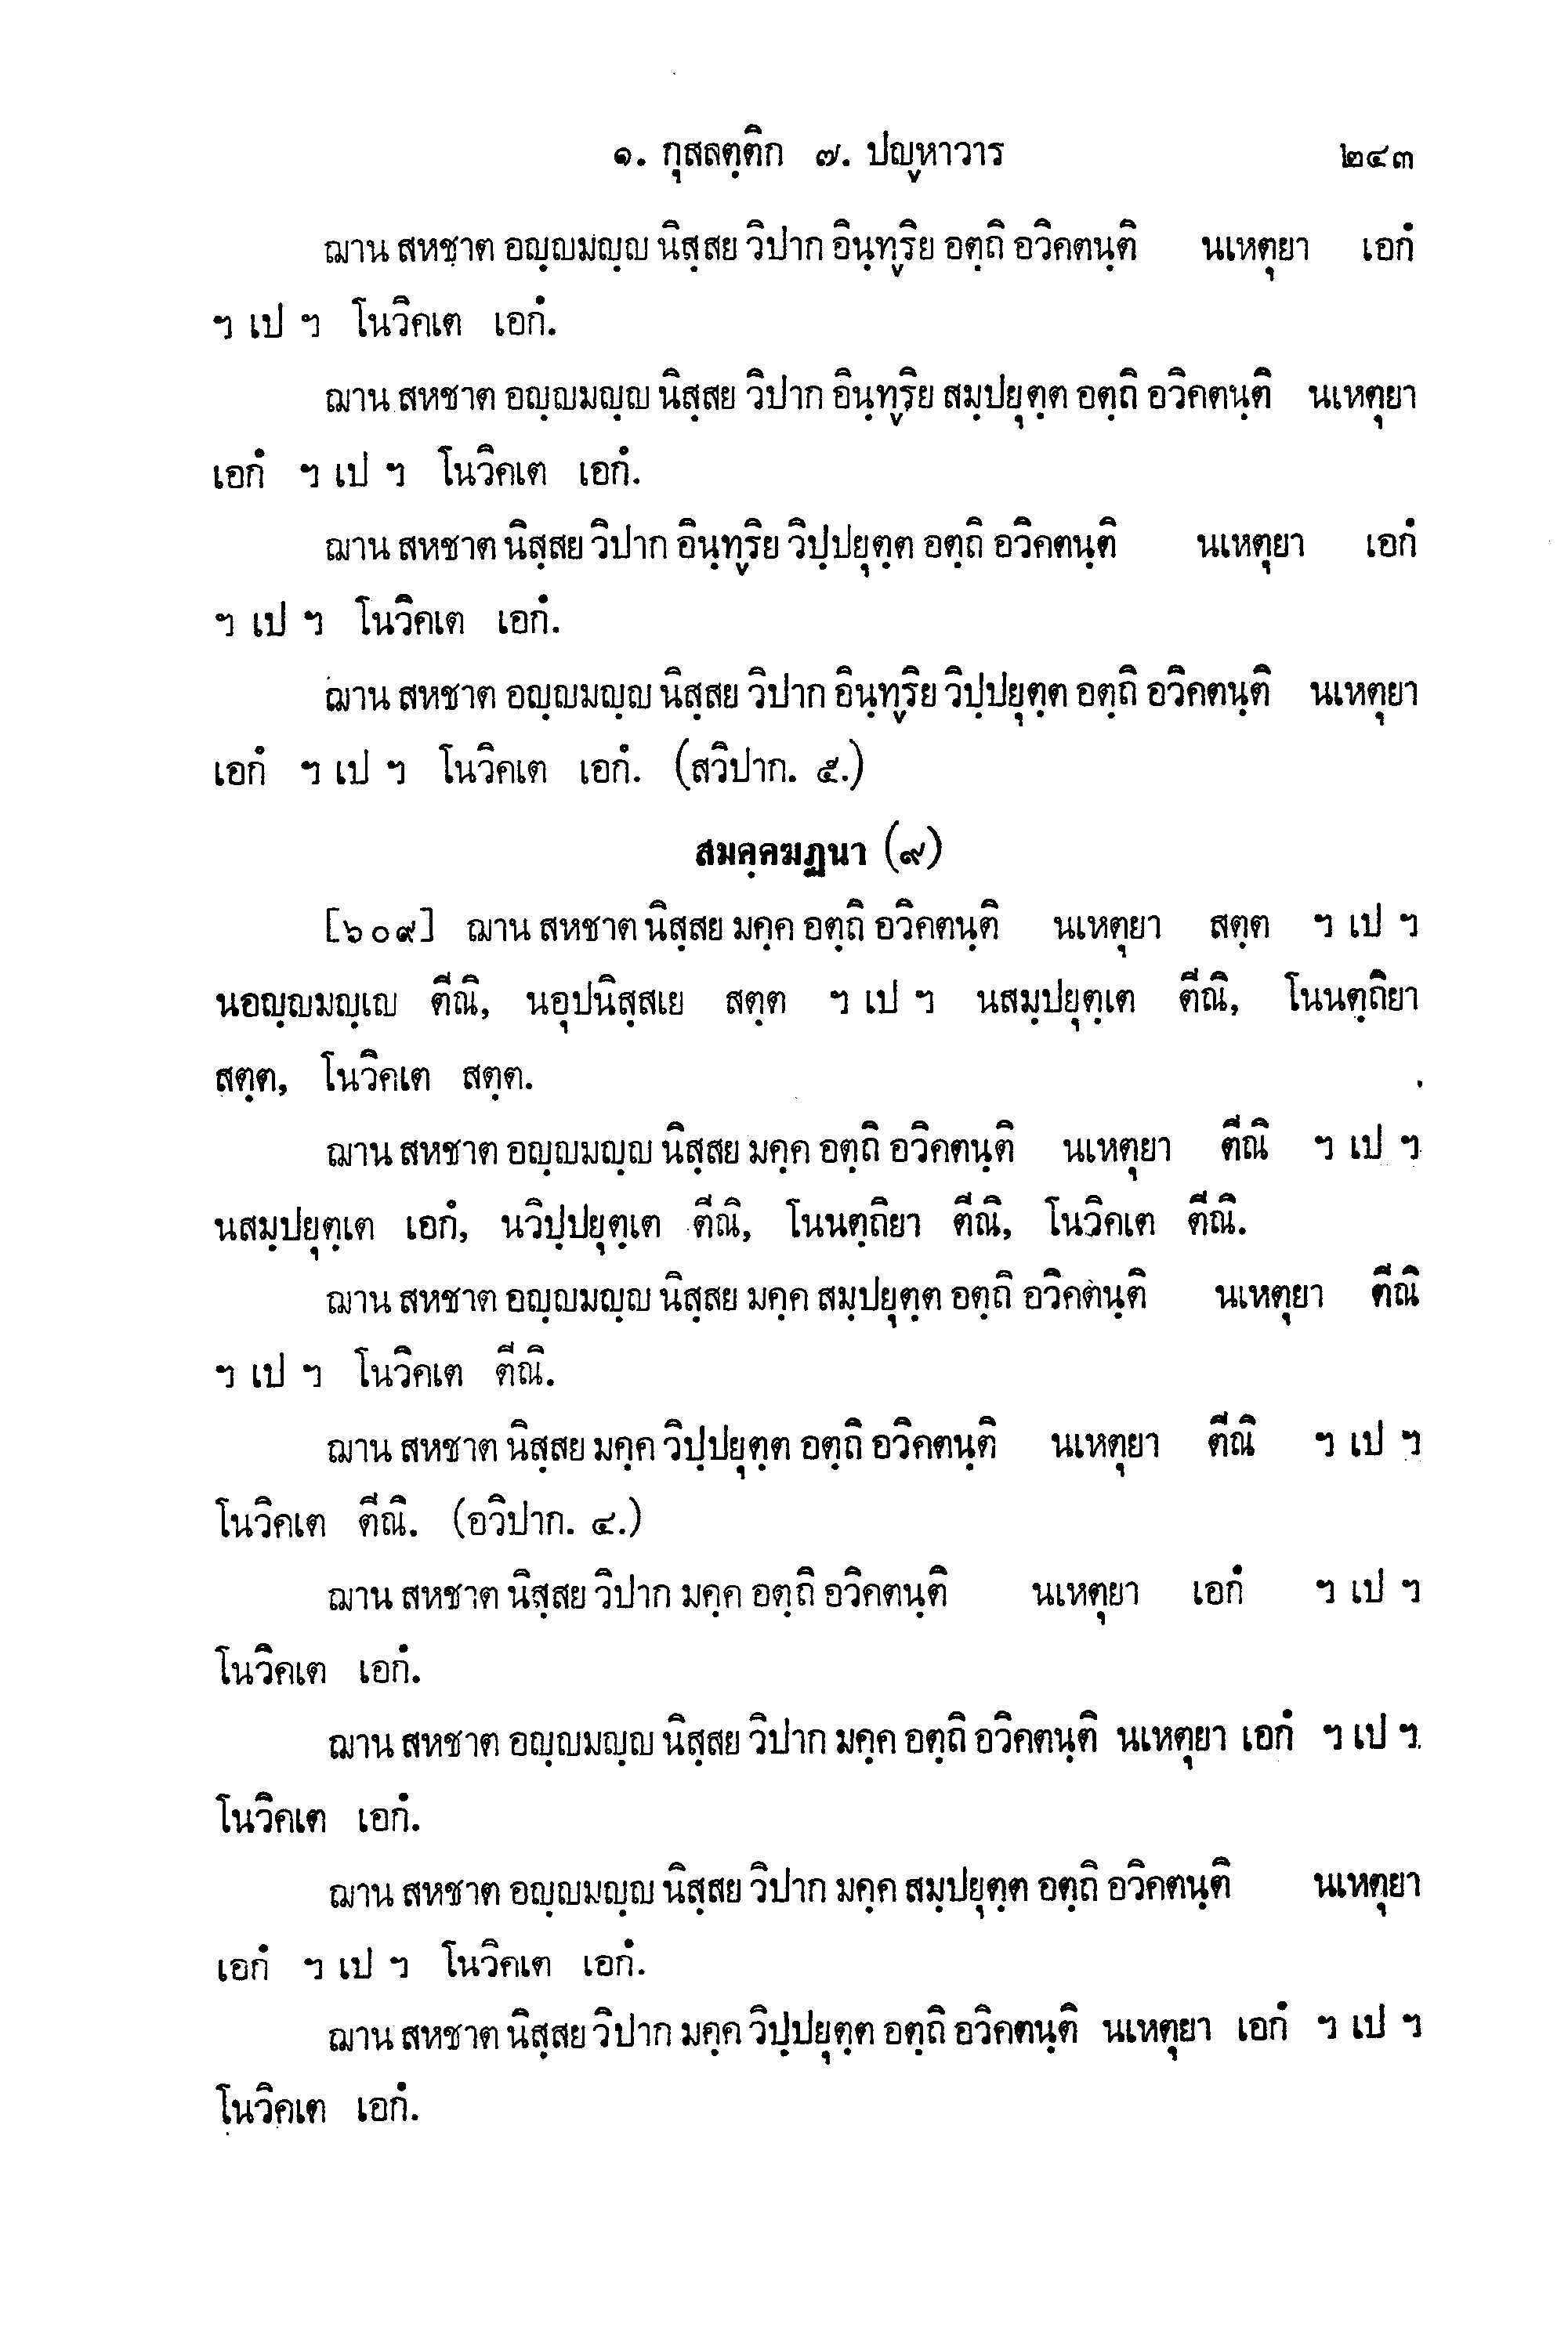 ๑. กุสลตฺติก ๗. ปญฺหาวาร ๒๔๓
ฌาน สหชาต อญฺญมญฺญ นิสฺสย วิปาก อินฺทฺริย อตฺถิ อวิคตนฺติ นเหตุยา เอกํ
ฯ เป ฯ โนวิคเต เอกํ.
ฌาน สหชาต อญฺญมญฺญ นิสฺสย วิปาก อินฺทฺริย สมฺปยุตฺต อตฺถิ อวิคตนฺติ นเหตุยา
เอกํ ฯ เป ฯ โนวิคเต เอกํ.
ฌาน สหชาต นิสฺสย วิปาก อินฺทฺริย วิปฺปยุตฺต อตฺถิ อวิคตนฺติ นเหตุยา เอกํ
ฯ เป ฯ โนวิคเต เอกํ.
ฌาน สหชาต อญฺญมญฺญ นิสฺสย วิปาก อินฺทฺริย วิปฺปยุตฺต อตฺถิ อวิคตนฺติ นเหตุยา
เอกํ ฯ เป ฯ โนวิคเต เอกํ. (สวิปาก. ๕.)
สมคฺคฆฏนา (๙)
[๖๐๙] ฌาน สหชาต นิสฺสย มคฺค อตฺถิ อวิคตนฺติ นเหตุยา สตฺต ฯ เป ฯ
นอญฺญมญฺเญ ตีณิ, นอุปนิสฺสเย สตฺต ฯ เป ฯ นสมฺปยุตฺเต ตีณิ, โนนตฺถิยา
สตฺต, โนวิคเต สตฺต.
ฌาน สหชาต อญฺญมญฺญ นิสฺสย มคฺค อตฺถิ อวิคตนฺติ นเหตุยา ตีณิ ฯ เป ฯ
นสมฺปยุตฺเต เอกํ, นวิปฺปยุตฺเต ตีณิ, โนนตฺถิยา ตีณิ, โนวิคเต ตีณิ.
ฌาน สหชาต อญฺญมญฺญ นิสฺสย มคฺค สมฺปยุตฺต อตฺถิ อวิคตนฺติ นเหตุยา ตีณิ
ฯ เป ฯ โนวิคเต ตีณิ.
ฌาน สหชาต นิสฺสย มคฺค วิปฺปยุตฺต อตฺถิ อวิคตนฺติ นเหตุยา ตีณิ ฯ เป ฯ
โนวิคเต ตีณิ. (อวิปาก. ๔.)
ฌาน สหชาต นิสฺสย วิปาก มคฺค อตฺถิ อวิคตนฺติ นเหตุยา เอกํ ฯ เป ฯ
โนวิคเต เอกํ.
ฌาน สหชาต อญฺญมญฺญ นิสฺสย วิปาก มคฺค อตฺถิ อวิคตนฺติ นเหตุยา เอกํ ฯ เป ฯ
โนวิคเต เอกํ.
ฌาน สหชาต อญฺญมญฺญ นิสฺสย วิปาก มคฺค สมฺปยุตฺต อตฺถิ อวิคตนฺติ นเหตุยา
เอกํ ฯ เป ฯ โนวิคเต เอกํ.
ฌาน สหชาต นิสฺสย วิปาก มคฺค วิปฺปยุตฺต อตฺถิ อวิคตนฺติ นเหตุยา เอกํ ฯ เป ฯ
โนวิคเต เอกํ.